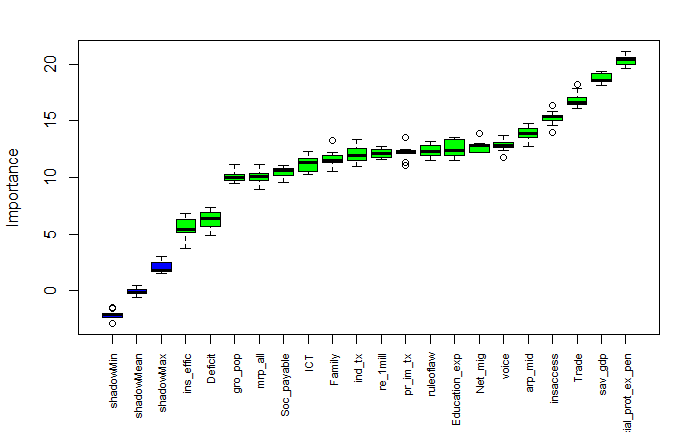 Importance
20
15
10
5
0
shadowMin
shadowMean
shadowMax
ins_effic
Deficit
gro_pop
mrp_all
Soc_payable
ICT
Family
ind_tx
re_1mill
pr_im_tx
ruleoflaw
Education_exp
Net_mig
voice
arp_mid
insaccess
Trade
sav_gdp
cial_prot_ex_pen